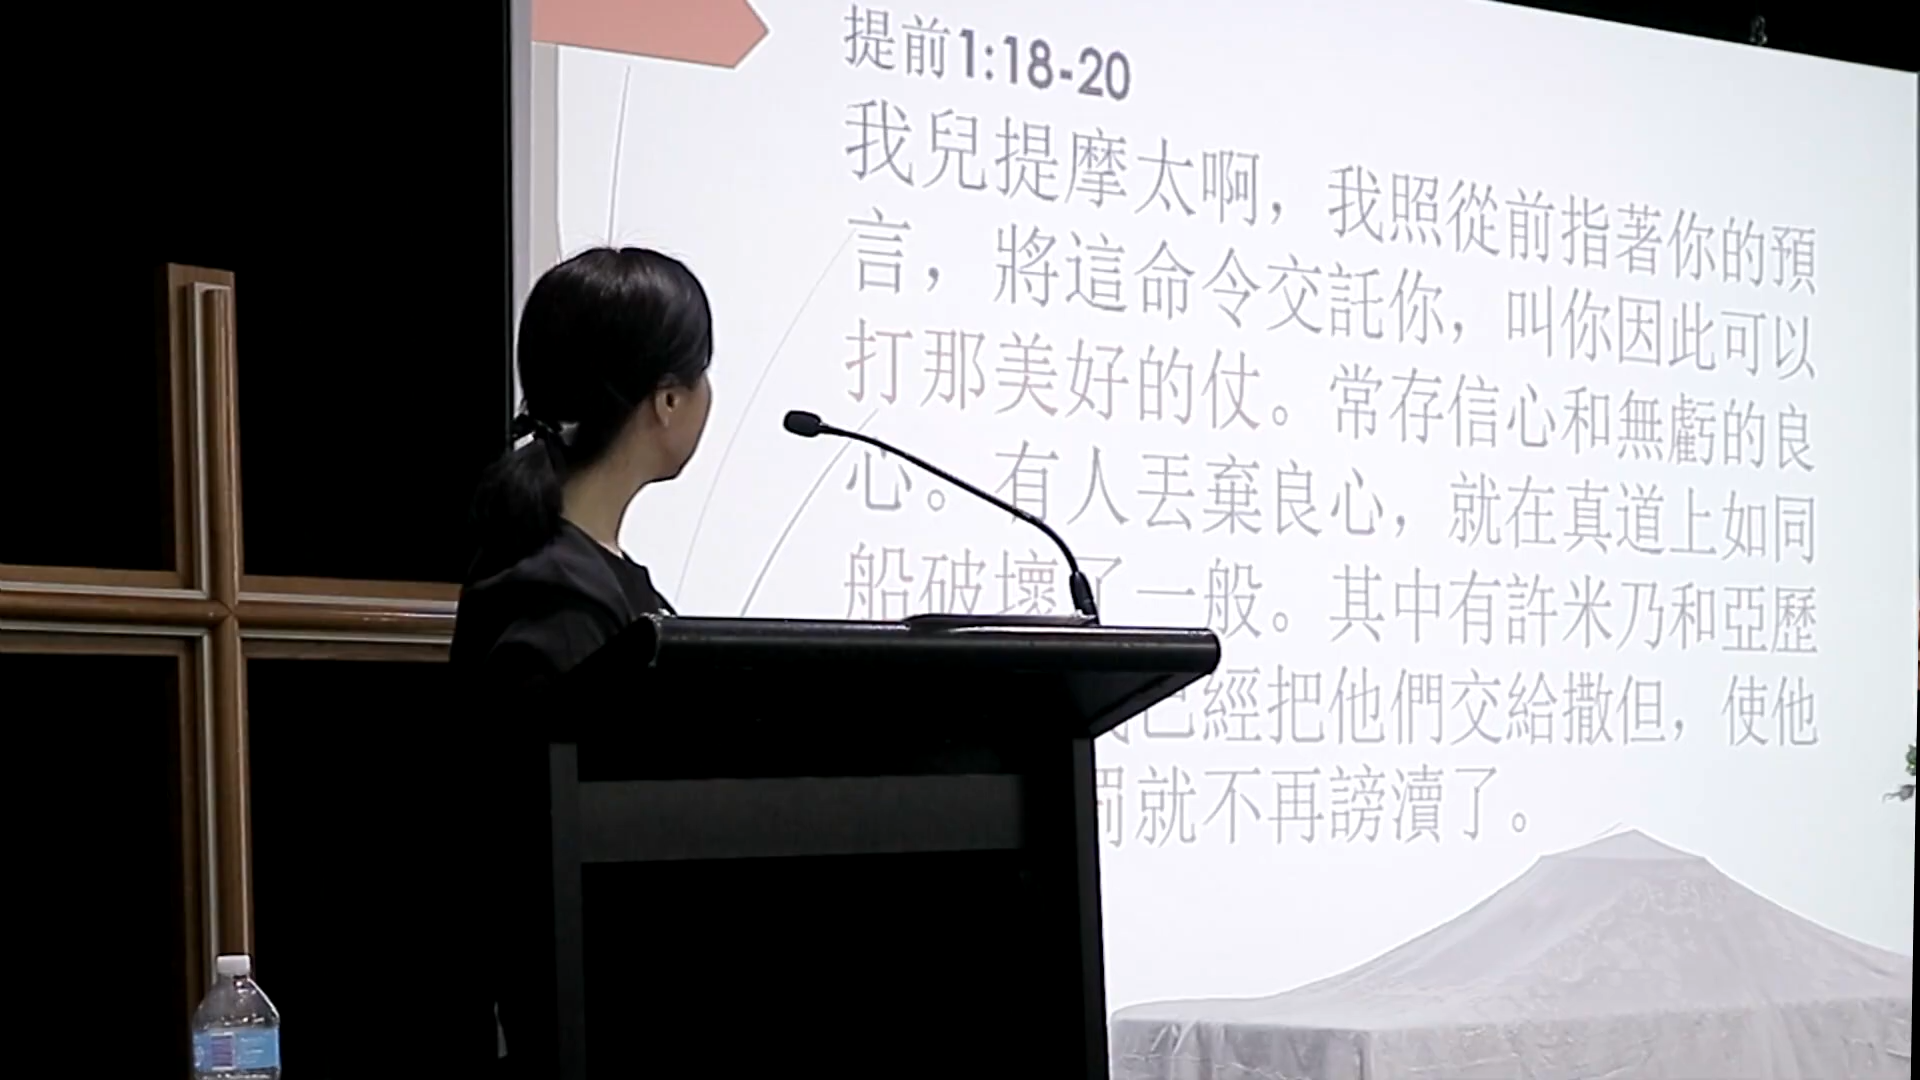 提前1:18-20
我兒提摩太啊，我照從前指著你的預
言，將這命令交託你，叫你因此可以
打那美好的仗。常存信心和無虧的良
心。有人丟棄良心，就在真道上如同
船破壞了一般。其中有許米乃和亞歷
已經把他們交給撒但，使他
罰就不再謗瀆了。